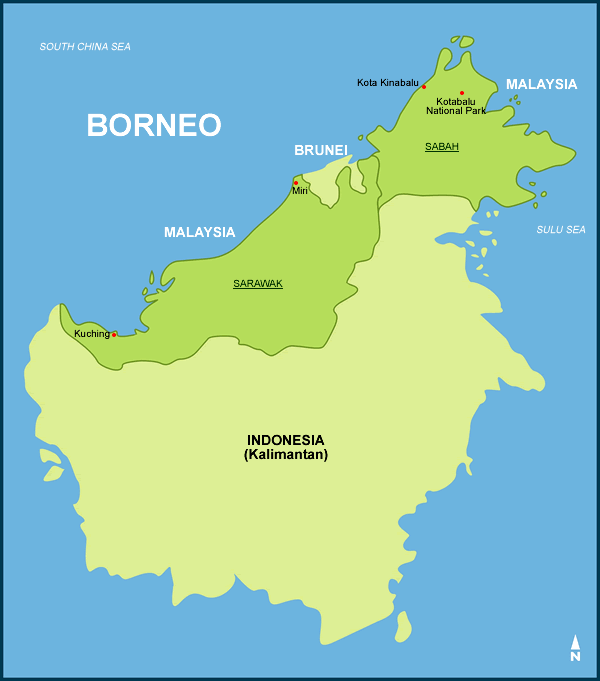 SOUTH CHINA SEA
BORNEO
Kota Kinabalu
MALAYSIA
Kotabalu
National Park
SABAH
BRUNEI
Miri
MALAYSIA
SULU SEA
SARAWAK
Kuching
INDONESIA
(Kalimantan)
N